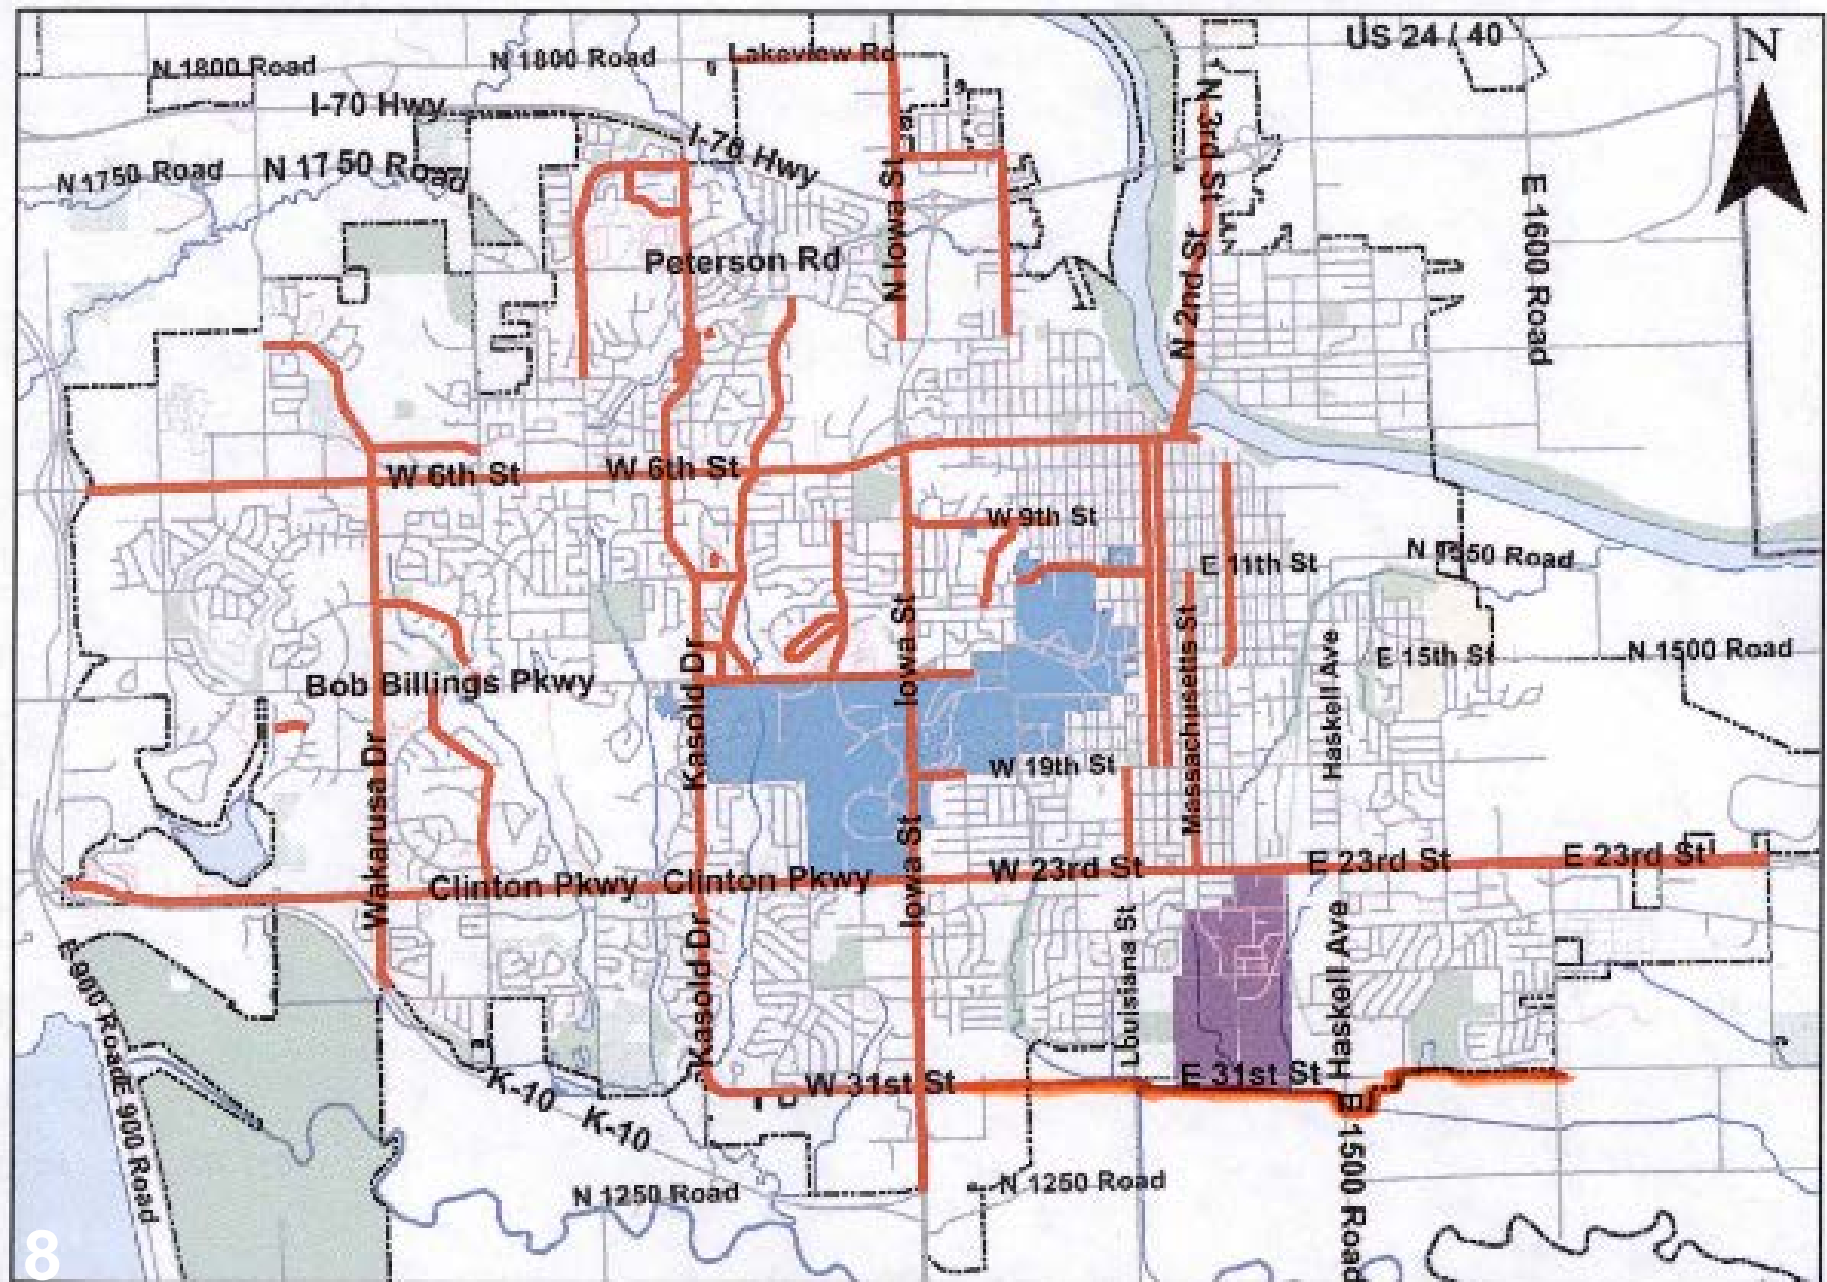 US 24 / 40
N
Lakeview Rd
N 1800 Road
N 1800 Road
I-70 Hwy
I-70 Hwy
N 3rd St
N 1750 Road
N 1750 Road
N Iowa St
E 1600 Road
Peterson Rd
N 2nd St
W 6th St
W 6th St
W 9th St
E 11th St
N 1550 Road
Iowa St
Kasold Dr
Massachusetts St
Haskell Ave
E 15th St
N 1500 Road
Bob Billings Pkwy
Wakarusa Dr
W 19th St
Iowa St
Clinton Pkwy
Clinton Pkwy
W 23rd St
E 23rd St
E 23rd St
Kasold Dr
Louisiana St
Haskell Ave
E 900 Road
E 900 Road
W 31st St
E 31st St
K-10
K-10
E 1500 Road
N 1250 Road
N 1250 Road
8